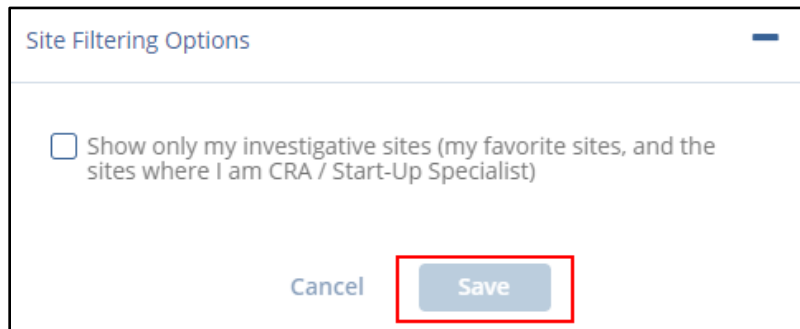 Site Filtering Options
Show only my investigative sites (my favorite sites, and the
sites where I am CRA / Start-Up Specialist)
Cancel Save